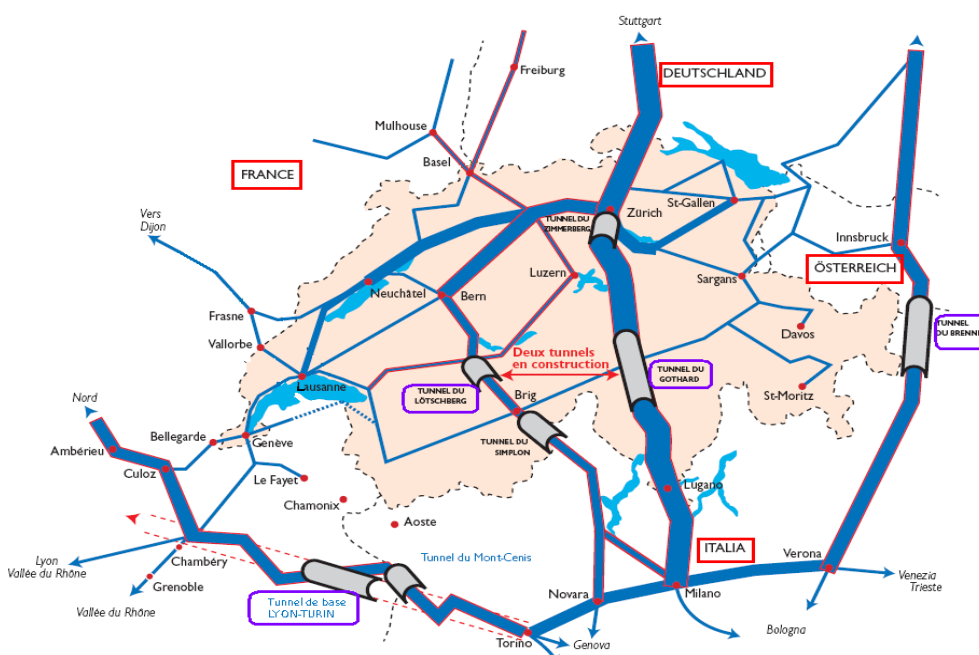 Stuttgart
DEUTSCHLAND
Freiburg
Mulhouse
Basel
FRANCE
St-Gallen
Zürich
Vers
Dijon
TUNNEL DU
ZIMMERBERG
Innsbruck
Luzern
ÖSTERREICH
Sargans
Neuchâtel
Bern
Frasne
Davos
TUNNEL
DU BRENNE
Vallorbe
Deux tunnels
en construction
TUNNEL DU
GOTHARD
Lausanne
TUNNEL DU
LÖTSCHBERG
St-Moritz
Nord
Brig
Bellegarde
Genève
TUNNEL DU
SIMPLON
Ambérieu
Culoz
Le Fayet
Lugano
Chamonix
Aoste
ITALIA
Tunnel du Mont-Cenis
Verona
Lyon
Vallée du Rhône
Chambéry
Grenoble
Venezia
Trieste
Milano
Novara
Tunnel de base
LYON-TURIN
Vallée du Rhône
Bologna
Torino
Genova